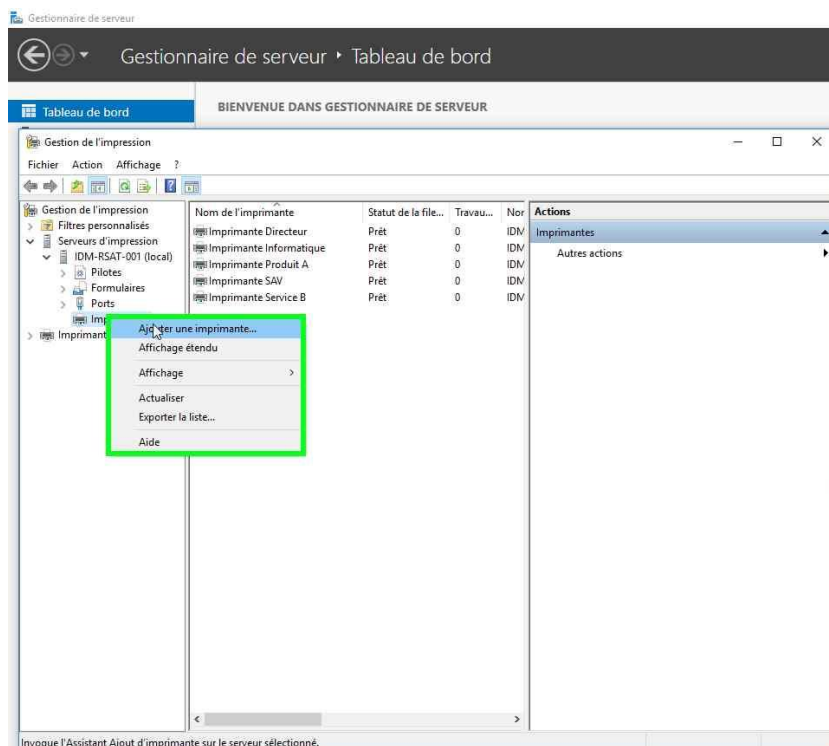 Gestionnaire de serveur
Gestionnaire de serveur ‣ Tableau de bord
Tableau de bord
BIENVENUE DANS GESTIONNAIRE DE SERVEUR
Gestion de l'impression
Fichier Action Affichage ?
Gestion de l'impression
Filtres personnalisés
Serveurs d'impression
IDM-RSAT-001 (local)
Pilotes
Formulaires
Ports
Imp
Imprimant
Nom de l'imprimante Statut de la file... Travau... Nor
Imprimante Directeur Prêt 0 IDM
Imprimante Informatique Prêt 0 IDM
Imprimante Produit A Prêt 0 IDM
Imprimante SAV Prêt 0 IDM
Imprimante Service B Prêt 0 IDM
Actions
Imprimantes
Autres actions
Ajouter une imprimante...
Affichage étendu
Affichage
Actualiser
Exporter la liste...
Aide
Invoque l'Assistant Ajout d'imprimante sur le serveur sélectionné.